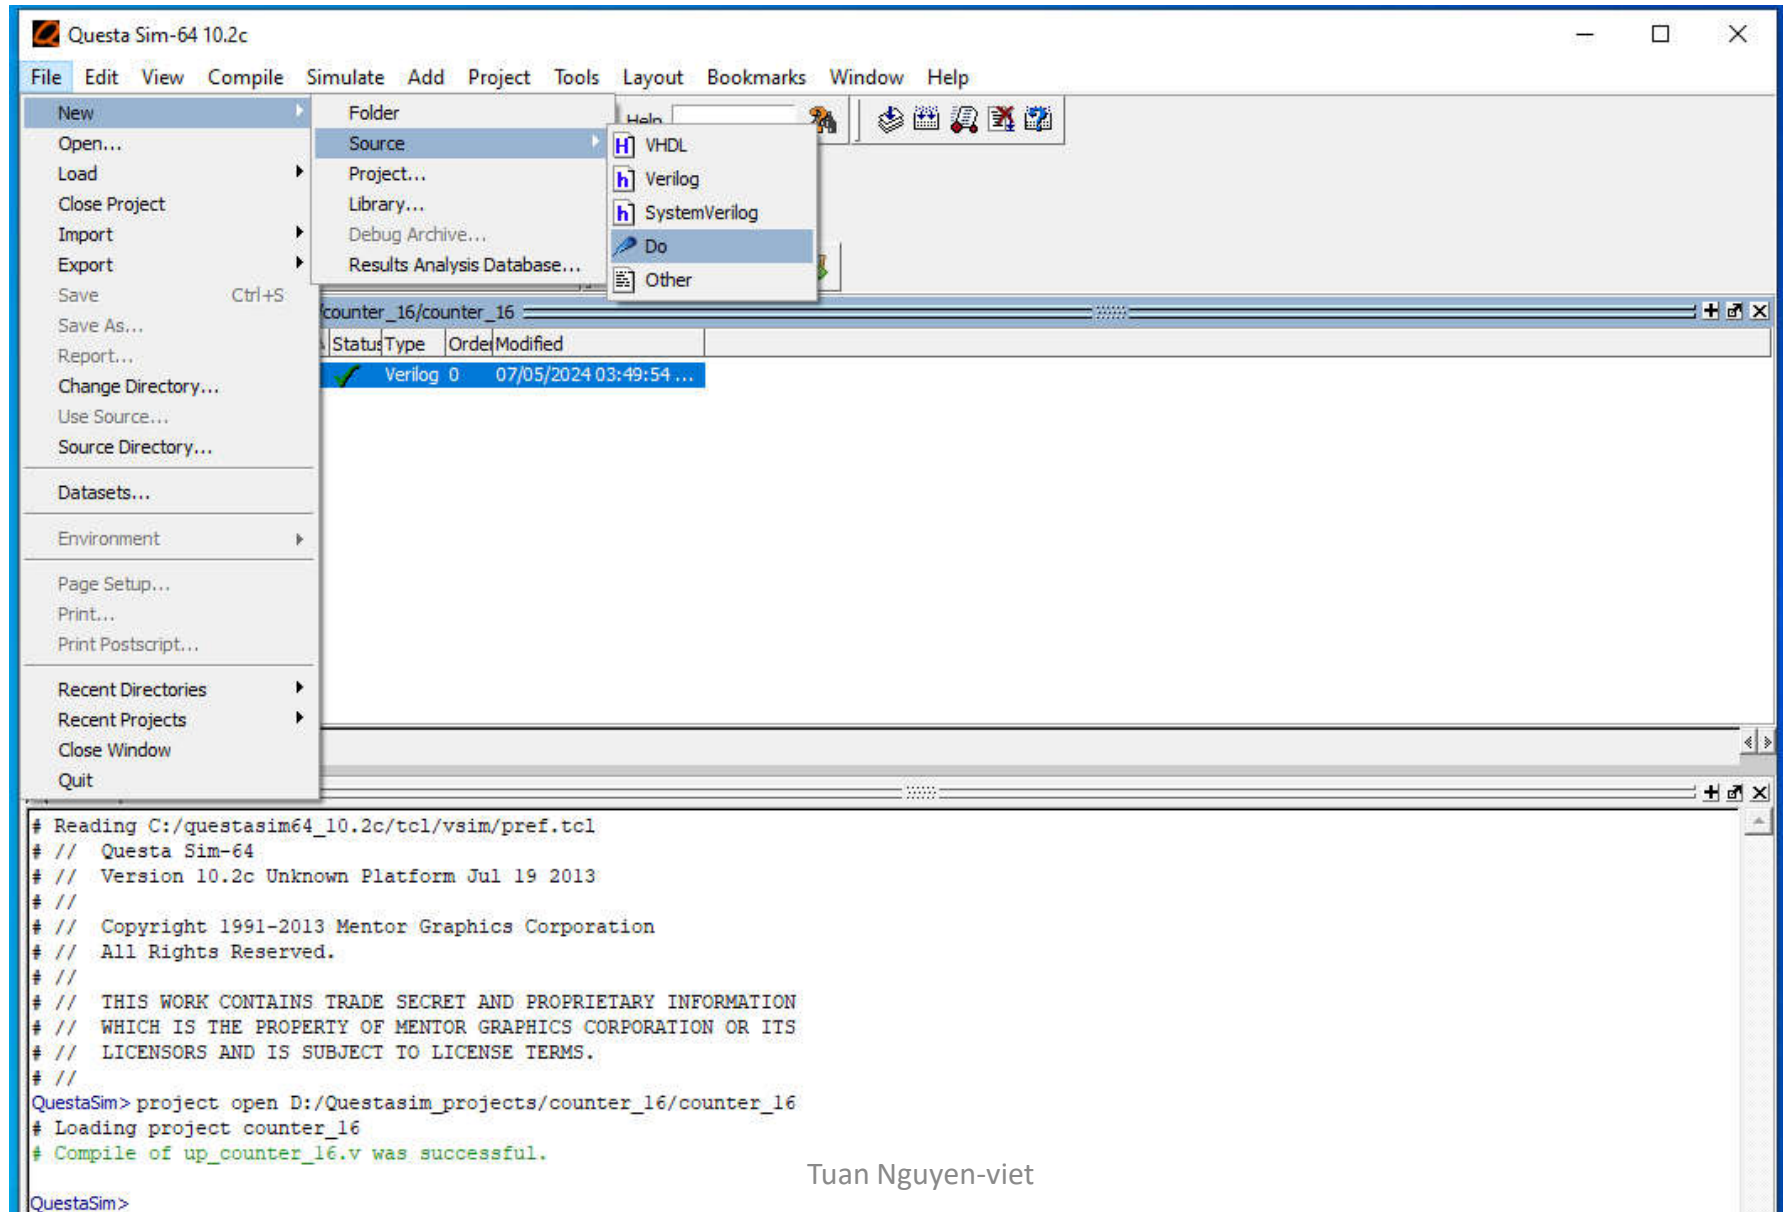 Questa Sim-64 10.2c
File Edit View Compile Simulate Add Project Tools Layout Bookmarks Window Help
New
Open...
Load
Close Project
Import
Export
Save Ctrl+S
Save As...
Report...
Change Directory...
Use Source...
Source Directory...
Datasets...
Environment
Page Setup...
Print...
Print Postscript...
Recent Directories
Recent Projects
Close Window
Quit
Folder
Source
Project...
Library...
Debug Archive...
Results Analysis Database...
Help
VHDL
Verilog
SystemVerilog
Do
Other
counter_16/counter_16
Status Type Order Modified
Verilog 0 07/05/2024 03:49:54 ...
# Reading C:/questasim64_10.2c/tcl/vsim/pref.tcl
# // Questa Sim-64
# // Version 10.2c Unknown Platform Jul 19 2013
# //
# // Copyright 1991-2013 Mentor Graphics Corporation
# // All Rights Reserved.
# //
# // THIS WORK CONTAINS TRADE SECRET AND PROPRIETARY INFORMATION
# // WHICH IS THE PROPERTY OF MENTOR GRAPHICS CORPORATION OR ITS
# // LICENSORS AND IS SUBJECT TO LICENSE TERMS.
# //
QuestaSim> project open D:/Questasim_projects/counter_16/counter_16
# Loading project counter_16
# Compile of up_counter_16.v was successful.
Tuan Nguyen-viet
QuestaSim>